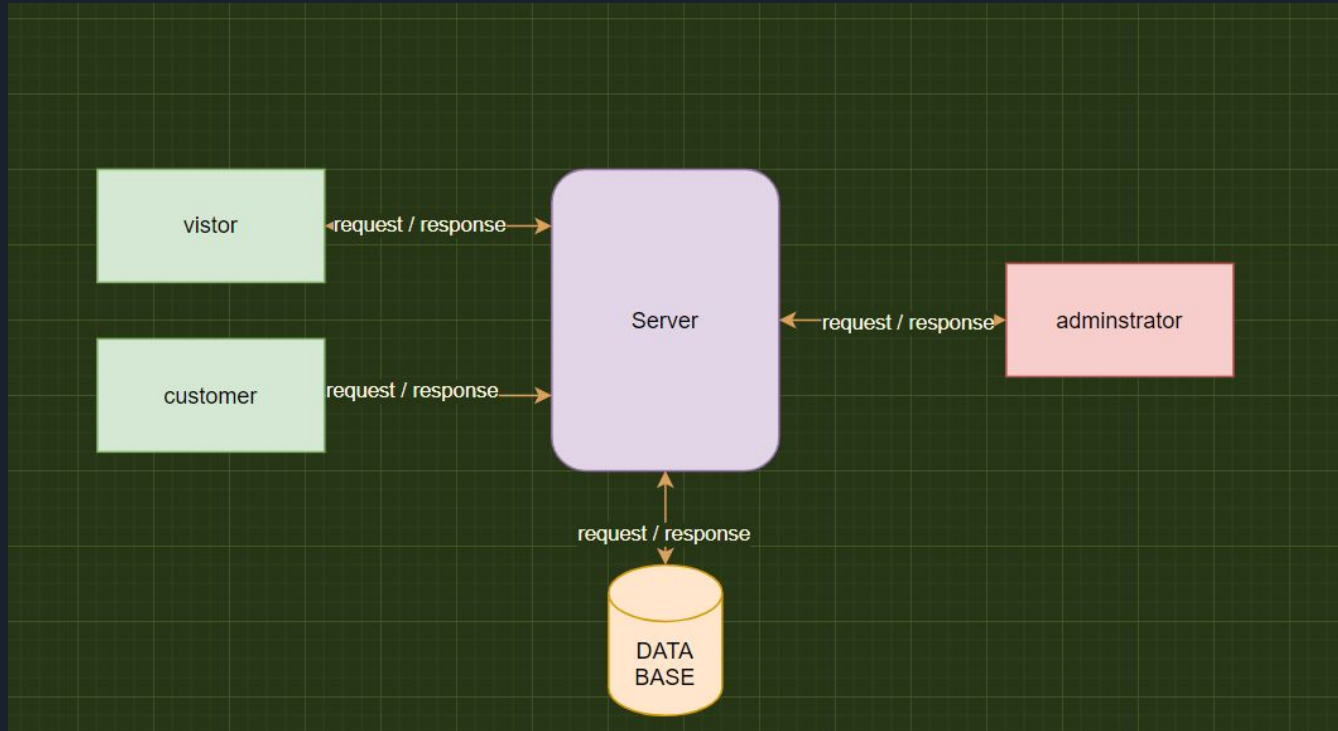 vistor
request / response
Server
request / response
adminstrator
customer
request / response
request / response
DATA
BASE